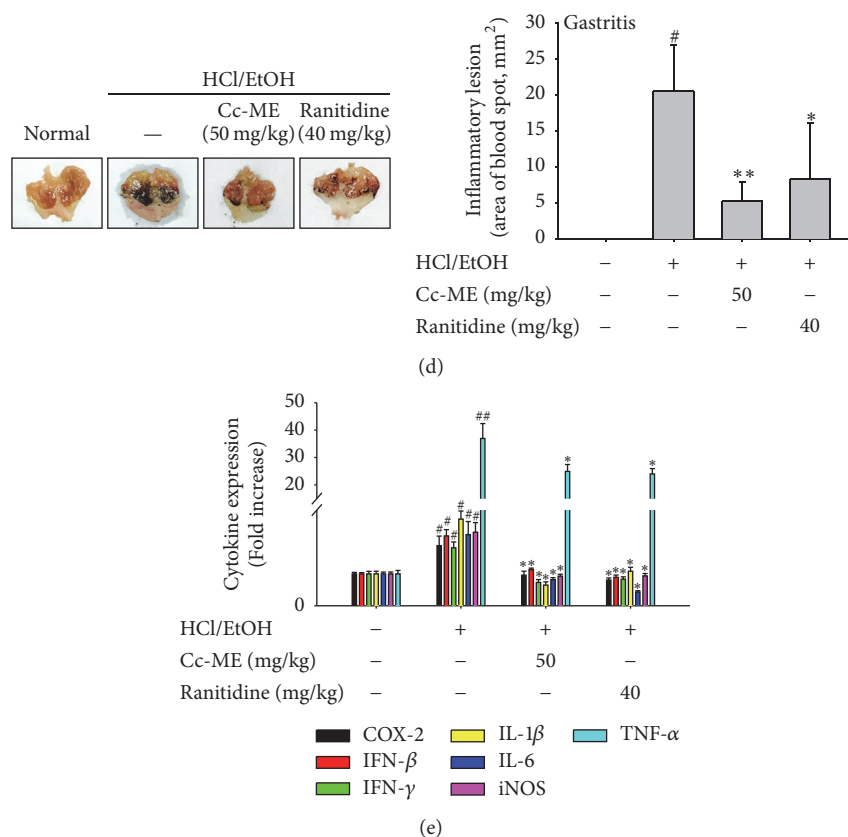 HCl/EtOH
Normal
—
Cc-ME
(50 mg/kg)
Ranitidine
(40 mg/kg)
Inflammatory lesion
(area of blood spot, mm²)
30
25
20
15
10
5
0
Gastritis
#
**
*
HCl/EtOH − + + +
Cc-ME (mg/kg) − − 50 −
Ranitidine (mg/kg) − − − 40
(d)
Cytokine expression
(Fold increase)
50
40
30
20
0
# # # # # # ##
* * * * * * *
* * * * * * *
HCl/EtOH − + + +
Cc-ME (mg/kg) − − 50 −
Ranitidine (mg/kg) − − − 40
COX-2 IL-1β TNF-α
IFN-β IL-6
IFN-γ iNOS
(e)